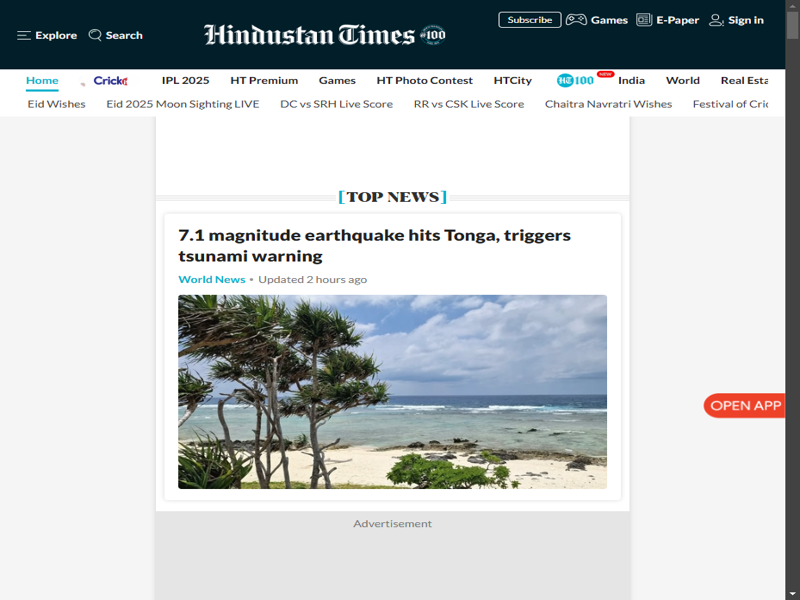 Explore
Search
Hindustan Times
Subscribe
Games
E-Paper
Sign in
Home
IPL 2025
HT Premium
Games
HT Photo Contest
HTCity
HT100
NEW
India
World
Real Esta
Eid Wishes
Eid 2025 Moon Sighting LIVE
DC vs SRH Live Score
RR vs CSK Live Score
Chaitra Navratri Wishes
Festival of Cric
[TOP NEWS]
7.1 magnitude earthquake hits Tonga, triggers
tsunami warning
World News • Updated 2 hours ago
OPEN APP
Advertisement